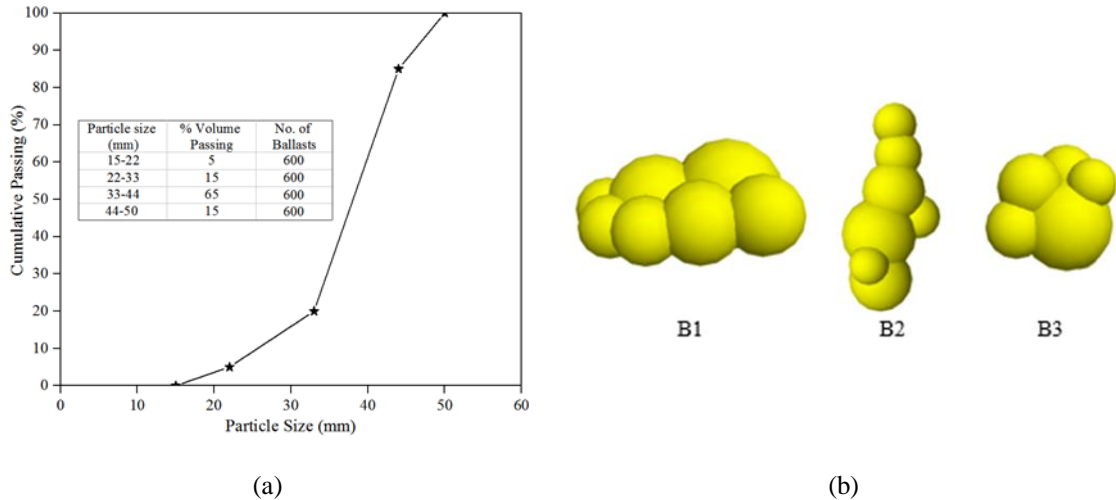 100
90
80
70
60
50
40
30
20
10
0
Cumulative Passing (%)
Particle size (mm) % Volume Passing No. of Ballasts
15-22 5 600
22-33 15 600
33-44 65 600
44-50 15 600
0 10 20 30 40 50 60
Particle Size (mm)
B1 B2 B3
(a) (b)